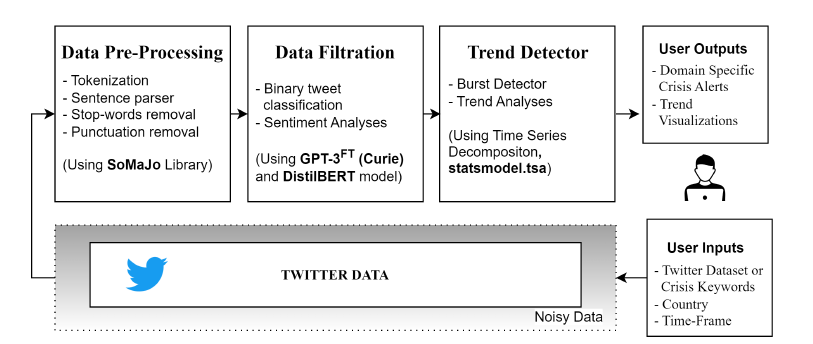 Data Pre-Processing
- Tokenization
- Sentence parser
- Stop-words removal
- Punctuation removal
(Using SoMaJo Library)
Data Filtration
- Binary tweet
classification
- Sentiment Analyses
(Using GPT-3FT (Curie)
and DistilBERT model)
Trend Detector
- Burst Detector
- Trend Analyses
(Using Time Series
Decompositon,
statsmodel.tsa)
User Outputs
- Domain Specific
Crisis Alerts
- Trend
Visualizations
TWITTER DATA
Noisy Data
User Inputs
- Twitter Dataset or
Crisis Keywords
- Country
- Time-Frame